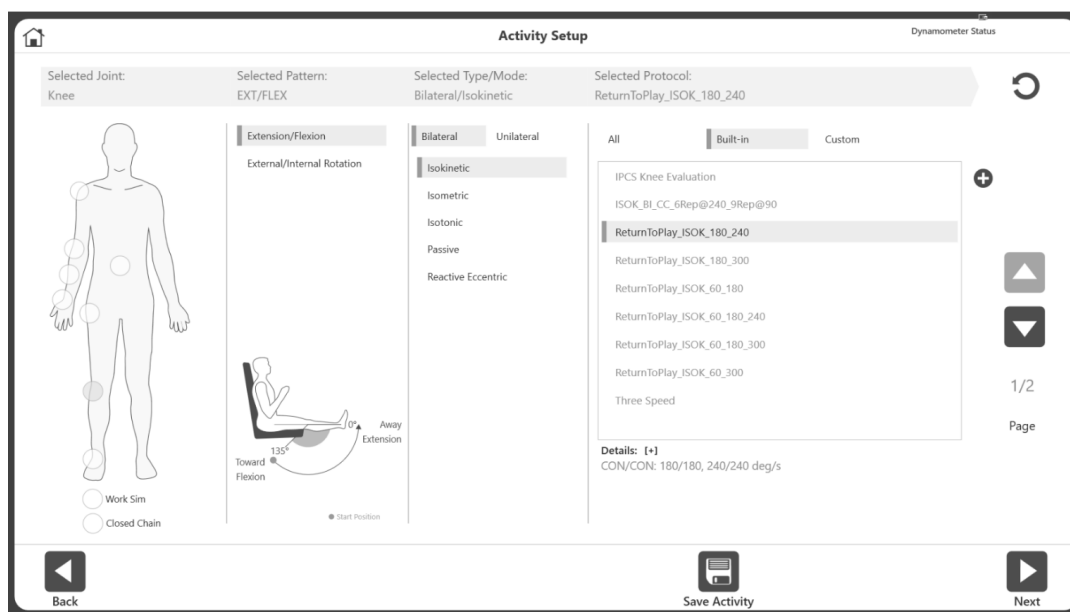 Activity Setup
Dynamometer Status
Selected Joint:
Knee
Selected Pattern:
EXT/FLEX
Selected Type/Mode:
Bilateral/Isokinetic
Selected Protocol:
ReturnToPlay_ISOK_180_240
Extension/Flexion
External/Internal Rotation
Bilateral
Unilateral
Isokinetic
Isometric
Isotonic
Passive
Reactive Eccentric
All
Built-in
Custom
IPCS Knee Evaluation
ISOK_BI_CC_6Rep@240_9Rep@90
ReturnToPlay_ISOK_180_240
ReturnToPlay_ISOK_180_300
ReturnToPlay_ISOK_60_180
ReturnToPlay_ISOK_60_180_240
ReturnToPlay_ISOK_60_180_300
ReturnToPlay_ISOK_60_300
Three Speed
1/2
Page
0°
Away
Extension
135°
Toward
Flexion
Start Position
Details: [+]
CON/CON: 180/180, 240/240 deg/s
Work Sim
Closed Chain
Back
Save Activity
Next